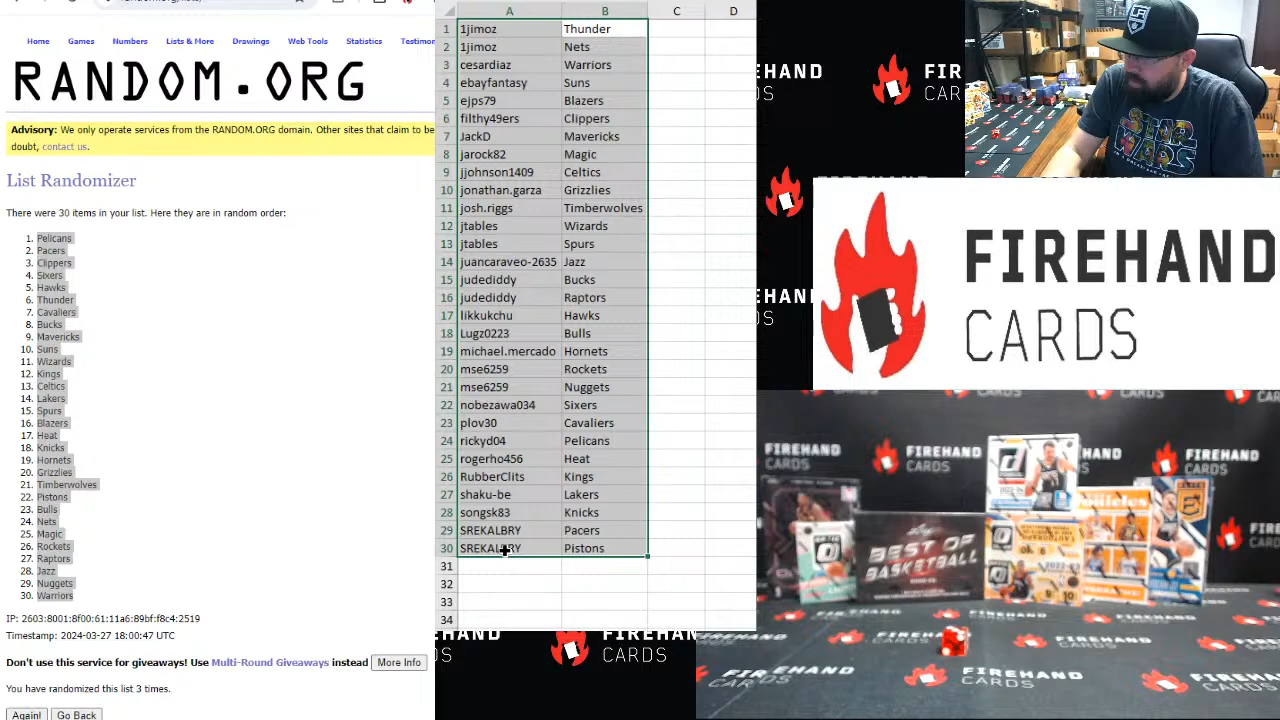 Home Games Numbers Lists & More Drawings Web Tools Statistics Testimo
RANDOM.ORG
Advisory: We only operate services from the RANDOM.ORG domain. Other sites that claim to be
doubt, contact us.
List Randomizer
There were 30 items in your list. Here they are in random order:
1. Pelicans
2. Pacers
3. Clippers
4. Sixers
5. Hawks
6. Thunder
7. Cavaliers
8. Bucks
9. Mavericks
10. Suns
11. Wizards
12. Kings
13. Celtics
14. Lakers
15. Spurs
16. Blazers
17. Heat
18. Knicks
19. Hornets
20. Grizzlies
21. Timberwolves
22. Pistons
23. Bulls
24. Nets
25. Magic
26. Rockets
27. Raptors
28. Jazz
29. Nuggets
30. Warriors
IP: 2603:8001:8f00:61:11a6:89bf:f8c4:2519
Timestamp: 2024-03-27 18:00:47 UTC
Don't use this service for giveaways! Use Multi-Round Giveaways instead More Info
You have randomized this list 3 times.
Again! Go Back
A B C D
1 1jimoz Thunder
2 1jimoz Nets
3 cesardiaz Warriors
4 ebayfantasy Suns
5 ejps79 Blazers
6 filthy49ers Clippers
7 JackD Mavericks
8 jarock82 Magic
9 jjohnson1409 Celtics
10 jonathan.garza Grizzlies
11 josh.riggs Timberwolves
12 jtables Wizards
13 jtables Spurs
14 juancaraveo-2635 Jazz
15 judediddy Bucks
16 judediddy Raptors
17 likkukchu Hawks
18 Lugz0223 Bulls
19 michael.mercado Hornets
20 mse6259 Rockets
21 mse6259 Nuggets
22 nobezawa034 Sixers
23 plov30 Cavaliers
24 rickyd04 Pelicans
25 rogerho456 Heat
26 RubberClits Kings
27 shaku-be Lakers
28 songsk83 Knicks
29 SREKALBRY Pacers
30 SREKALBRY Pistons
31
32
33
34
EHAND
DS
FIR
CAR
STAR
WARS
FIREHAND
CARDS
FIREHAND
CARDS
BEST OF
BASKETBALL
FIREHAND
CARDS
FIREHAND
CARDS